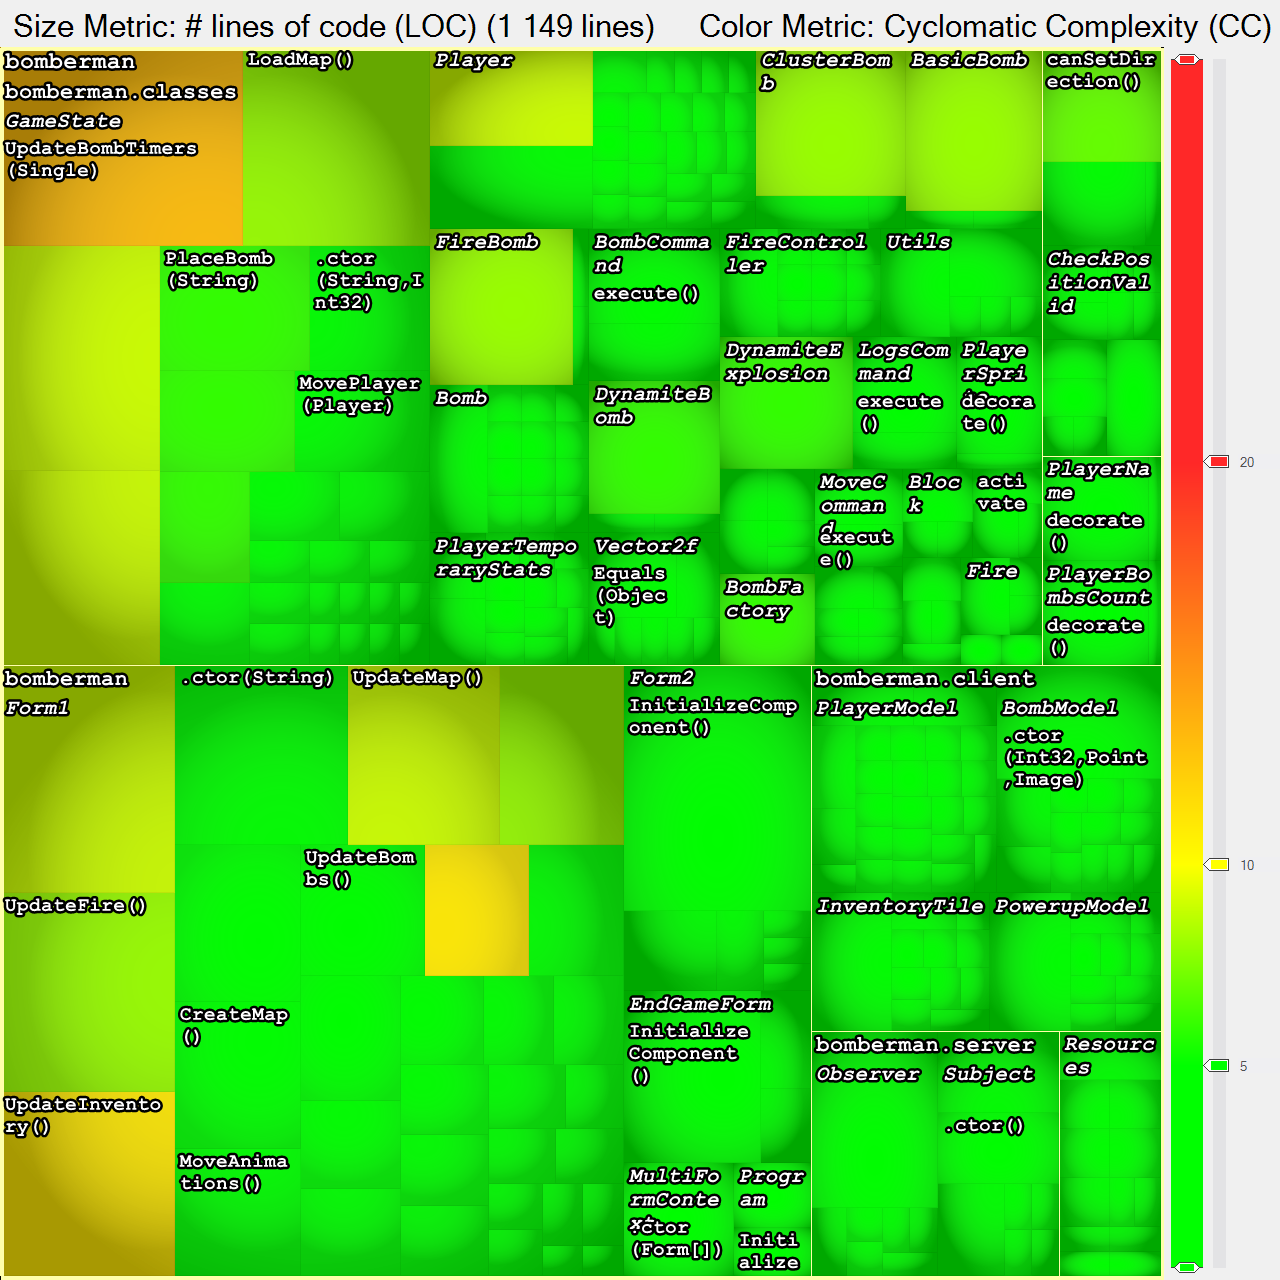 Size Metric: # lines of code (LOC) (1 149 lines)
Color Metric: Cyclomatic Complexity (CC)
bomberman
bomberman.classes
GameState
UpdateBombTimers
(Single)
LoadMap()
PlaceBomb
(String)
.ctor
(String,I
nt32)
MovePlayer
(Player)
Player
ClusterBom
b
BasicBomb
canSetDir
ection()
FireBomb
BombComma
nd
execute()
FireControl
ler
Utils
CheckPos
itionVal
id
DynamiteE
xplosion
LogsCom
mand
execute
()
Playe
rSpri
decora
te()
Bomb
DynamiteB
omb
MoveC
omman
d
execut
e()
Bloc
k
acti
vate
PlayerNa
me
decorate
()
PlayerTempo
raryStats
Vector2f
Equals
(Objec
t)
BombFa
ctory
Fire
PlayerBo
mbsCount
decorate
()
bomberman
Form1
.ctor(String)
UpdateMap()
UpdateFire()
UpdateBom
bs()
CreateMap
()
UpdateInvento
ry()
MoveAnima
tions()
Form2
InitializeComp
onent()
EndGameForm
Initialize
Component
()
MultiFo
rmConte
xt
.ctor
(Form[])
Progr
am
Initi
alize
bomberman.client
PlayerModel
BombModel
.ctor
(Int32,Point
,Image)
InventoryTile
PowerupModel
bomberman.server
Observer
Subject
.ctor()
Resourc
es
20
10
5